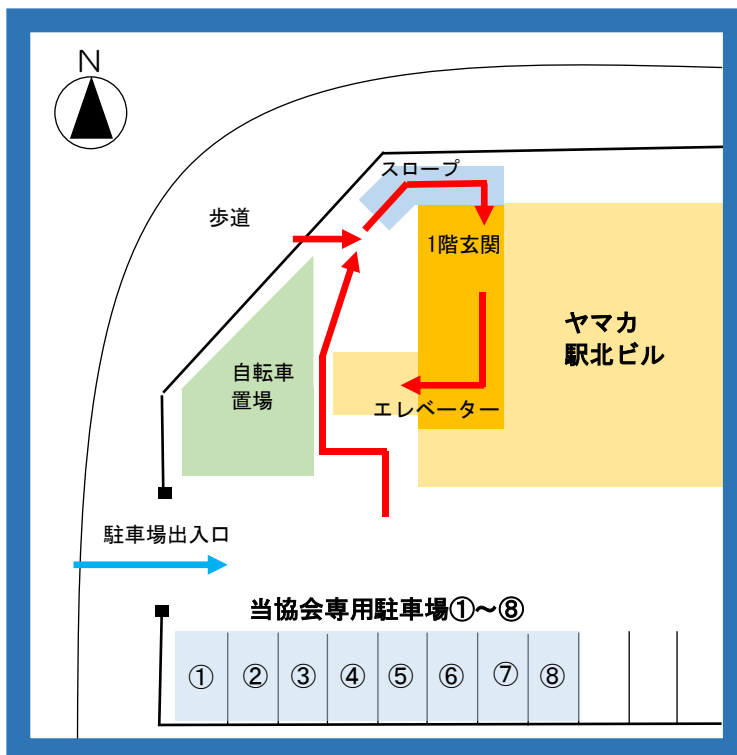 N
スロープ
歩道
1階玄関
ヤマカ
駅北ビル
自転車
置場
エレベーター
駐車場出入口
当協会専用駐車場①～⑧
① ② ③ ④ ⑤ ⑥ ⑦ ⑧